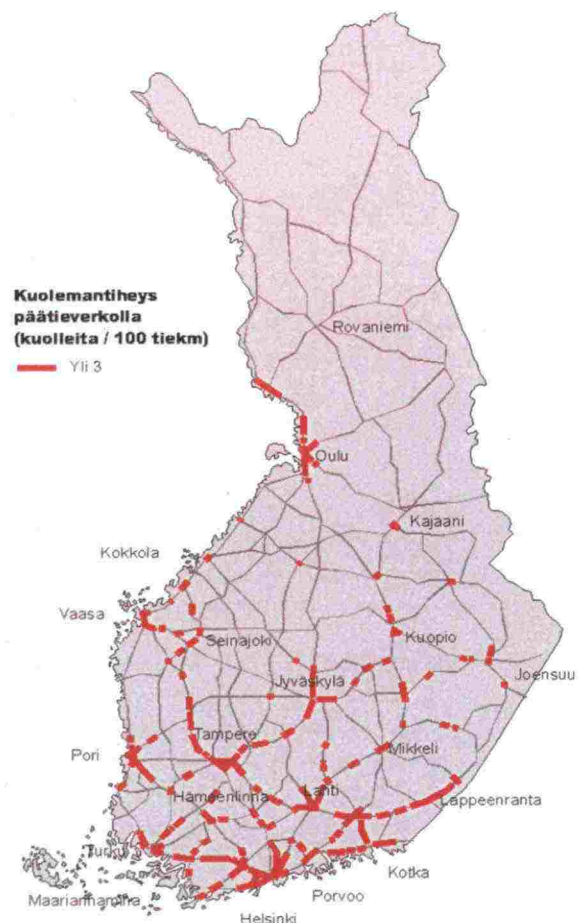 Kuolemantiheys
päätieverkolla
(kuolleita / 100 tiekm)
Yli 3
Rovaniemi
Oulu
Kajaani
Kokkola
Vaasa
Seinäjoki
Kuopio
Joensuu
Jyväskylä
Tampere
Pori
Mikkeli
Hämeenlinna
Lahti
Lappeenranta
Turku
Kotka
Maarianhamina
Porvoo
Helsinki